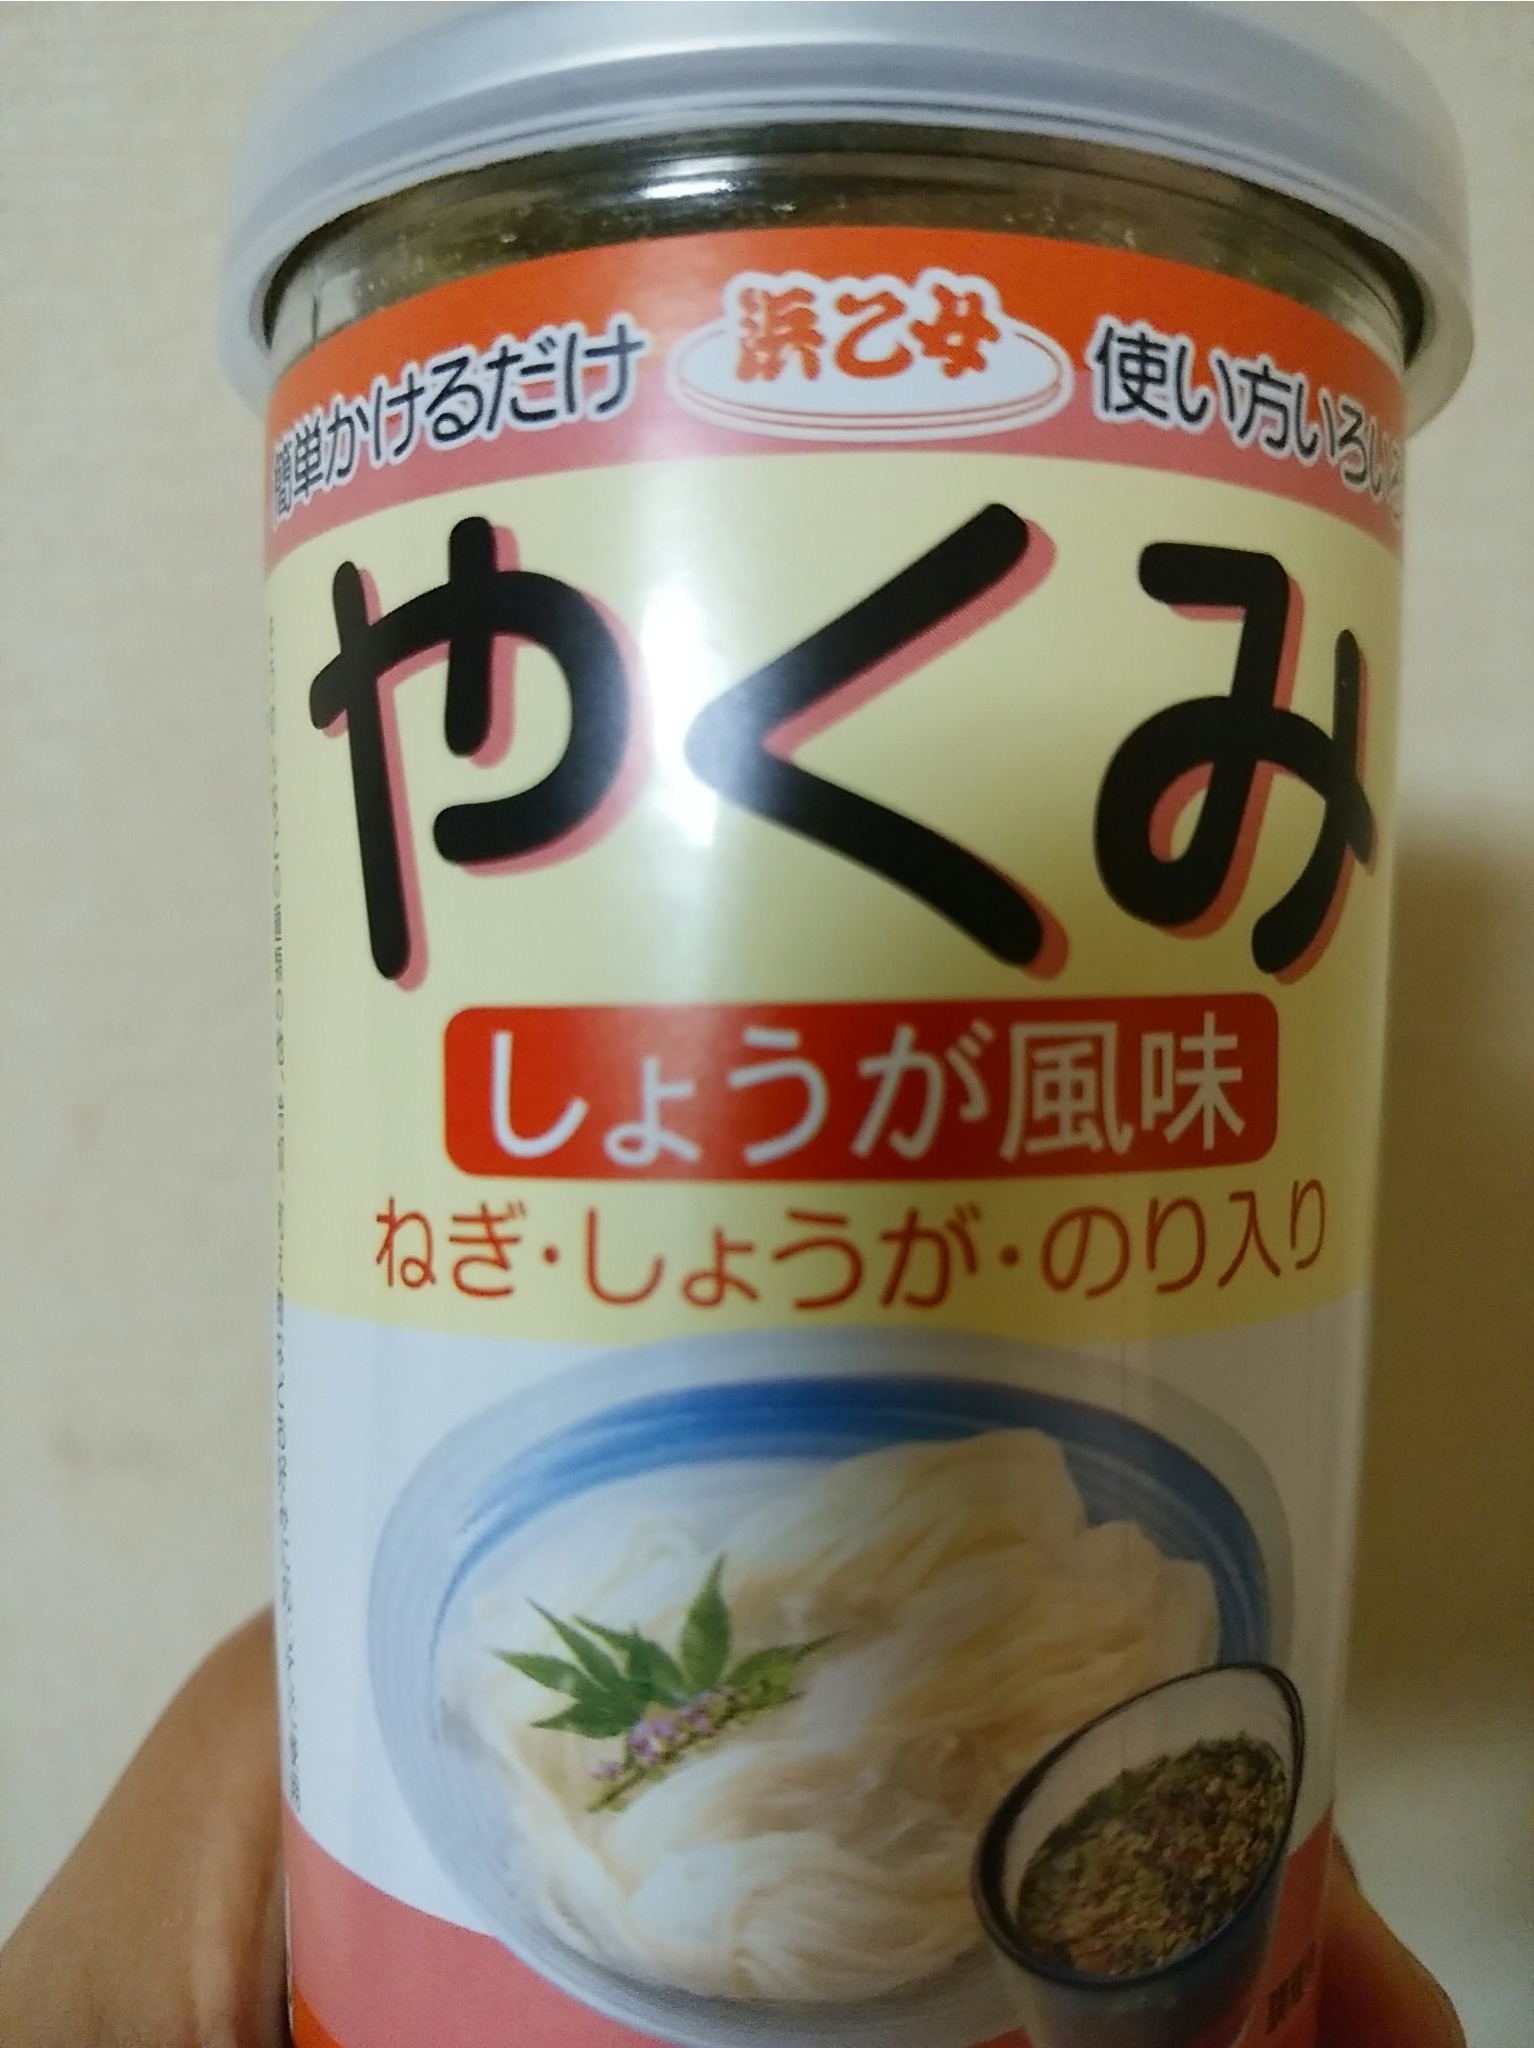 簡単かけるだけ
浜乙女
使い方いろいろ
やくみ
しょうが風味
ねぎ・しょうが・のり入り